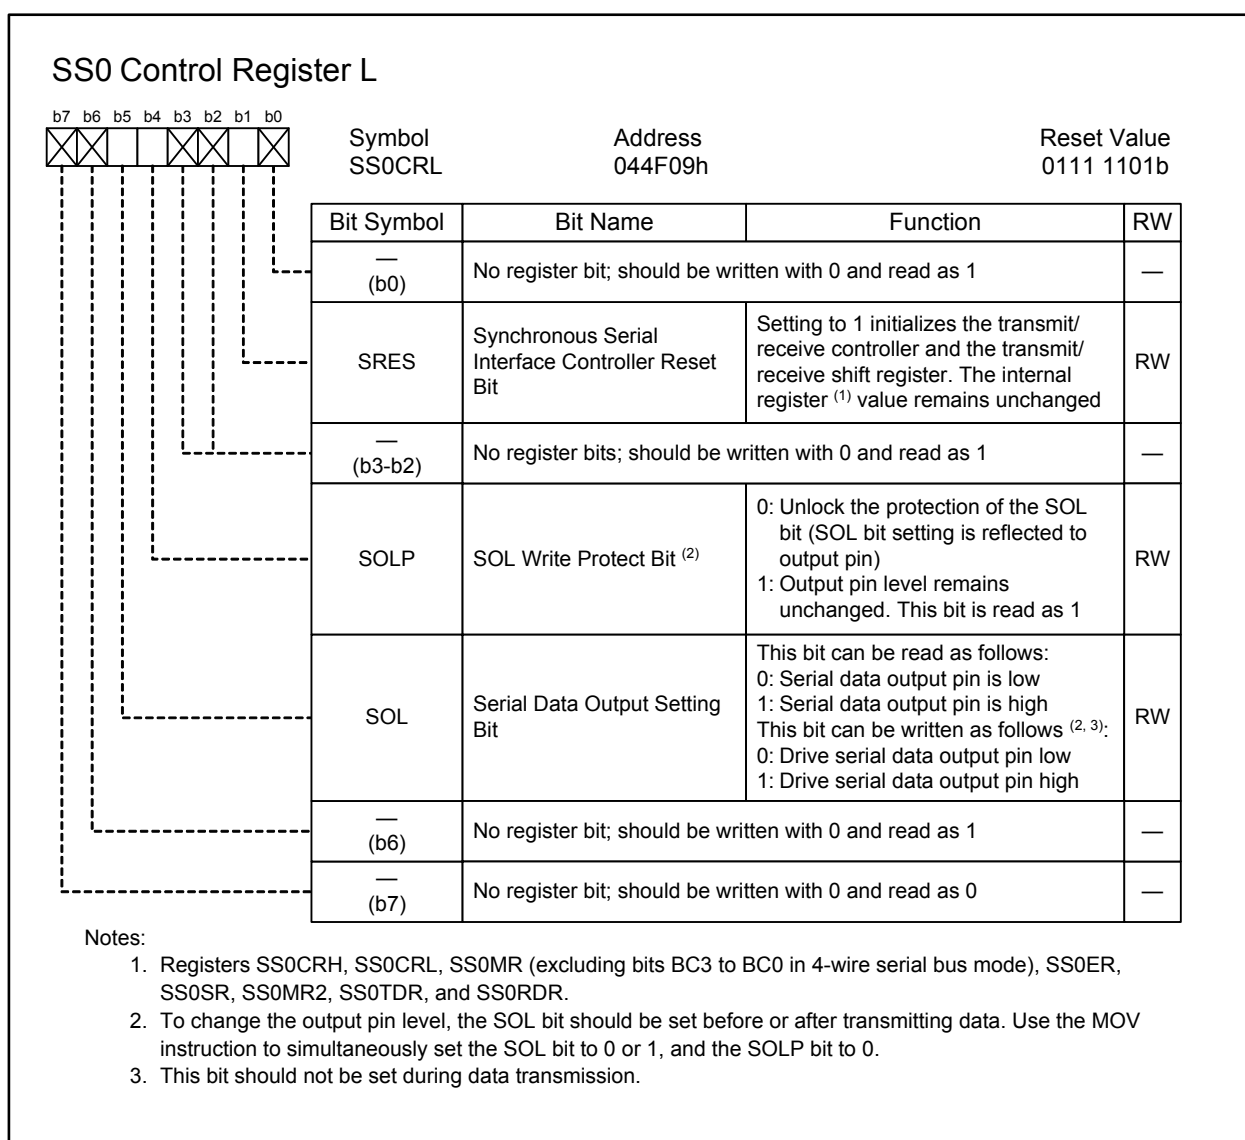 SS0 Control Register L
b7 b6 b5 b4 b3 b2 b1 b0
Symbol Address Reset Value
SS0CRL 044F09h 0111 1101b
Bit Symbol Bit Name Function RW
—
(b0)
No register bit; should be written with 0 and read as 1
—
SRES
Synchronous Serial
Interface Controller Reset
Bit
Setting to 1 initializes the transmit/
receive controller and the transmit/
receive shift register. The internal
register (1) value remains unchanged
RW
—
(b3-b2)
No register bits; should be written with 0 and read as 1
—
SOLP
SOL Write Protect Bit (2)
0: Unlock the protection of the SOL
bit (SOL bit setting is reflected to
output pin)
1: Output pin level remains
unchanged. This bit is read as 1
RW
SOL
Serial Data Output Setting
Bit
This bit can be read as follows:
0: Serial data output pin is low
1: Serial data output pin is high
This bit can be written as follows (2, 3):
0: Drive serial data output pin low
1: Drive serial data output pin high
RW
—
(b6)
No register bit; should be written with 0 and read as 1
—
—
(b7)
No register bit; should be written with 0 and read as 0
—
Notes:
1. Registers SS0CRH, SS0CRL, SS0MR (excluding bits BC3 to BC0 in 4-wire serial bus mode), SS0ER,
SS0SR, SS0MR2, SS0TDR, and SS0RDR.
2. To change the output pin level, the SOL bit should be set before or after transmitting data. Use the MOV
instruction to simultaneously set the SOL bit to 0 or 1, and the SOLP bit to 0.
3. This bit should not be set during data transmission.